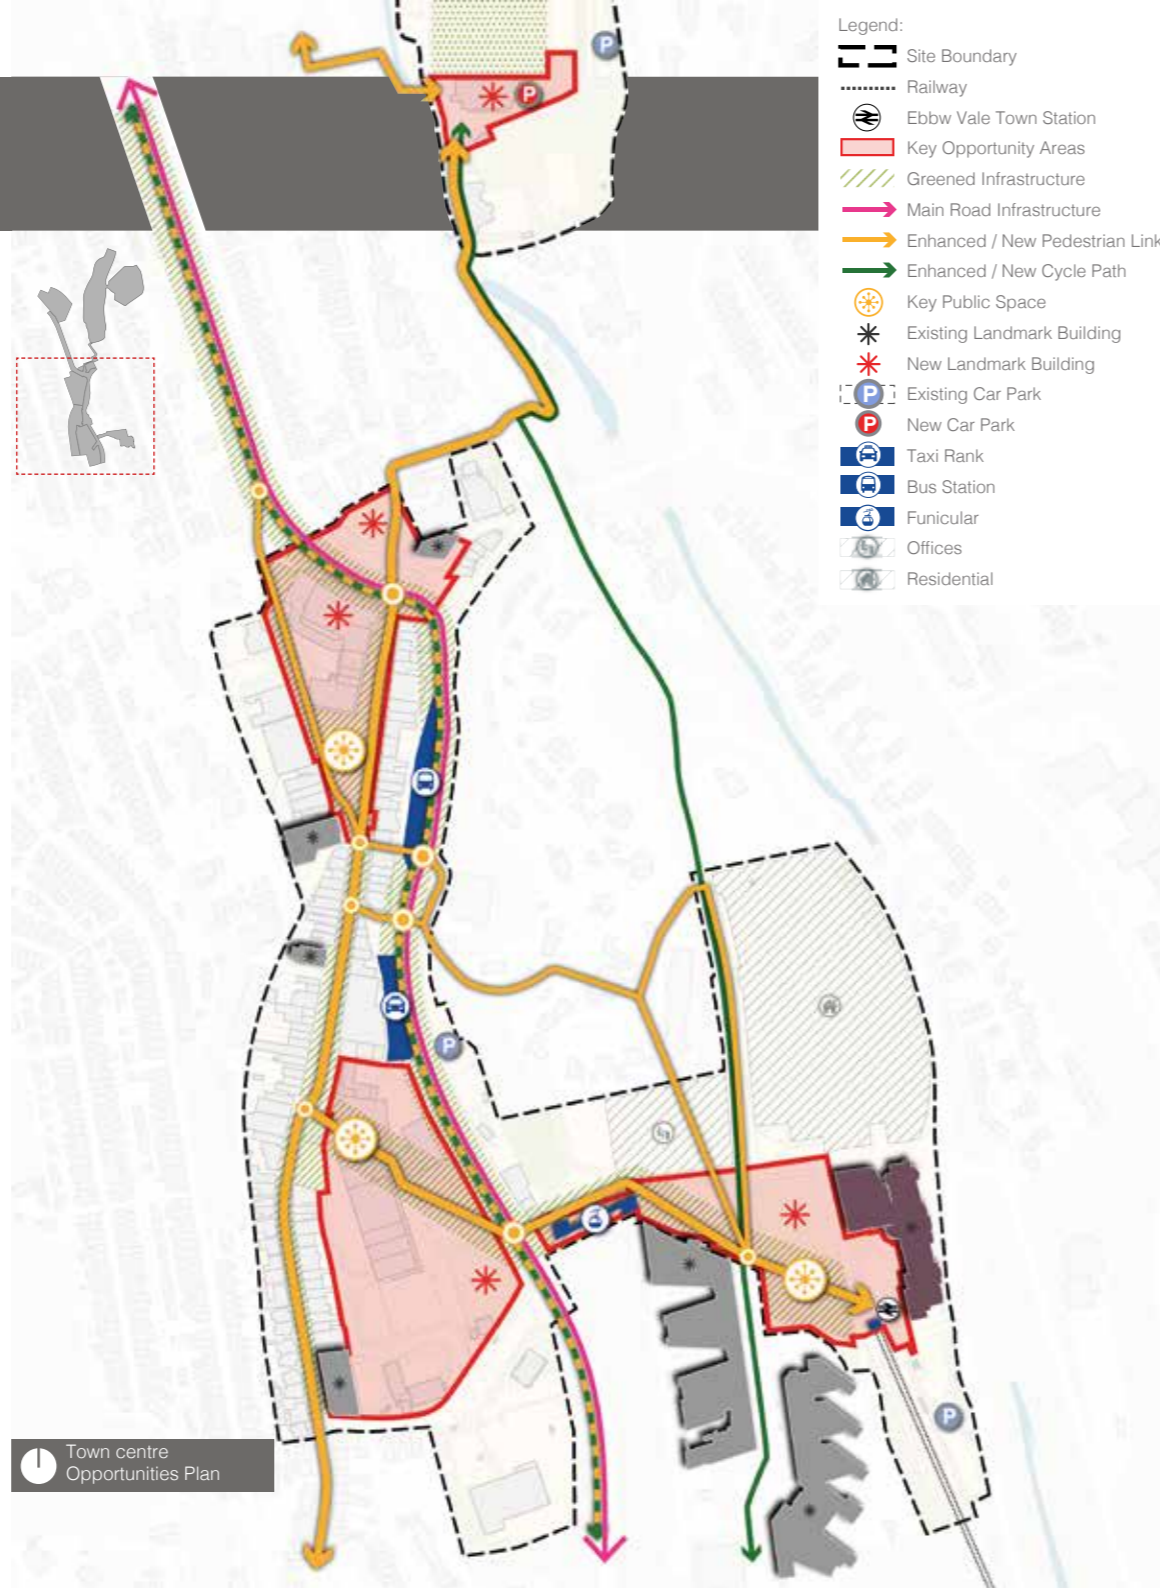 Legend:
Site Boundary
Railway
Ebbw Vale Town Station
Key Opportunity Areas
Greened Infrastructure
Main Road Infrastructure
Enhanced / New Pedestrian Link
Enhanced / New Cycle Path
Key Public Space
Existing Landmark Building
New Landmark Building
P Existing Car Park
P New Car Park
Taxi Rank
Bus Station
Funicular
Offices
Residential
P
P
P
P
Town centre
Opportunities Plan